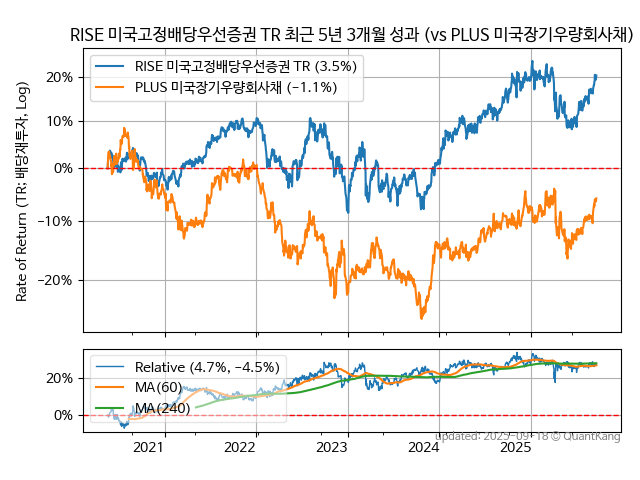 RISE 미국고정배당우선증권 TR 최근 5년 3개월 성과 (vs PLUS 미국장기우량회사채)
Rate of Return (TR: 배당재투자, Log)
RISE 미국고정배당우선증권 TR (3.5%)
PLUS 미국장기우량회사채 (−1.1%)
20%
10%
0%
−10%
−20%
Relative (4.7%, −4.5%)
MA(60)
MA(240)
20%
0%
2021 2022 2023 2024 2025
Updated: 2025-09-18 © QuantKang